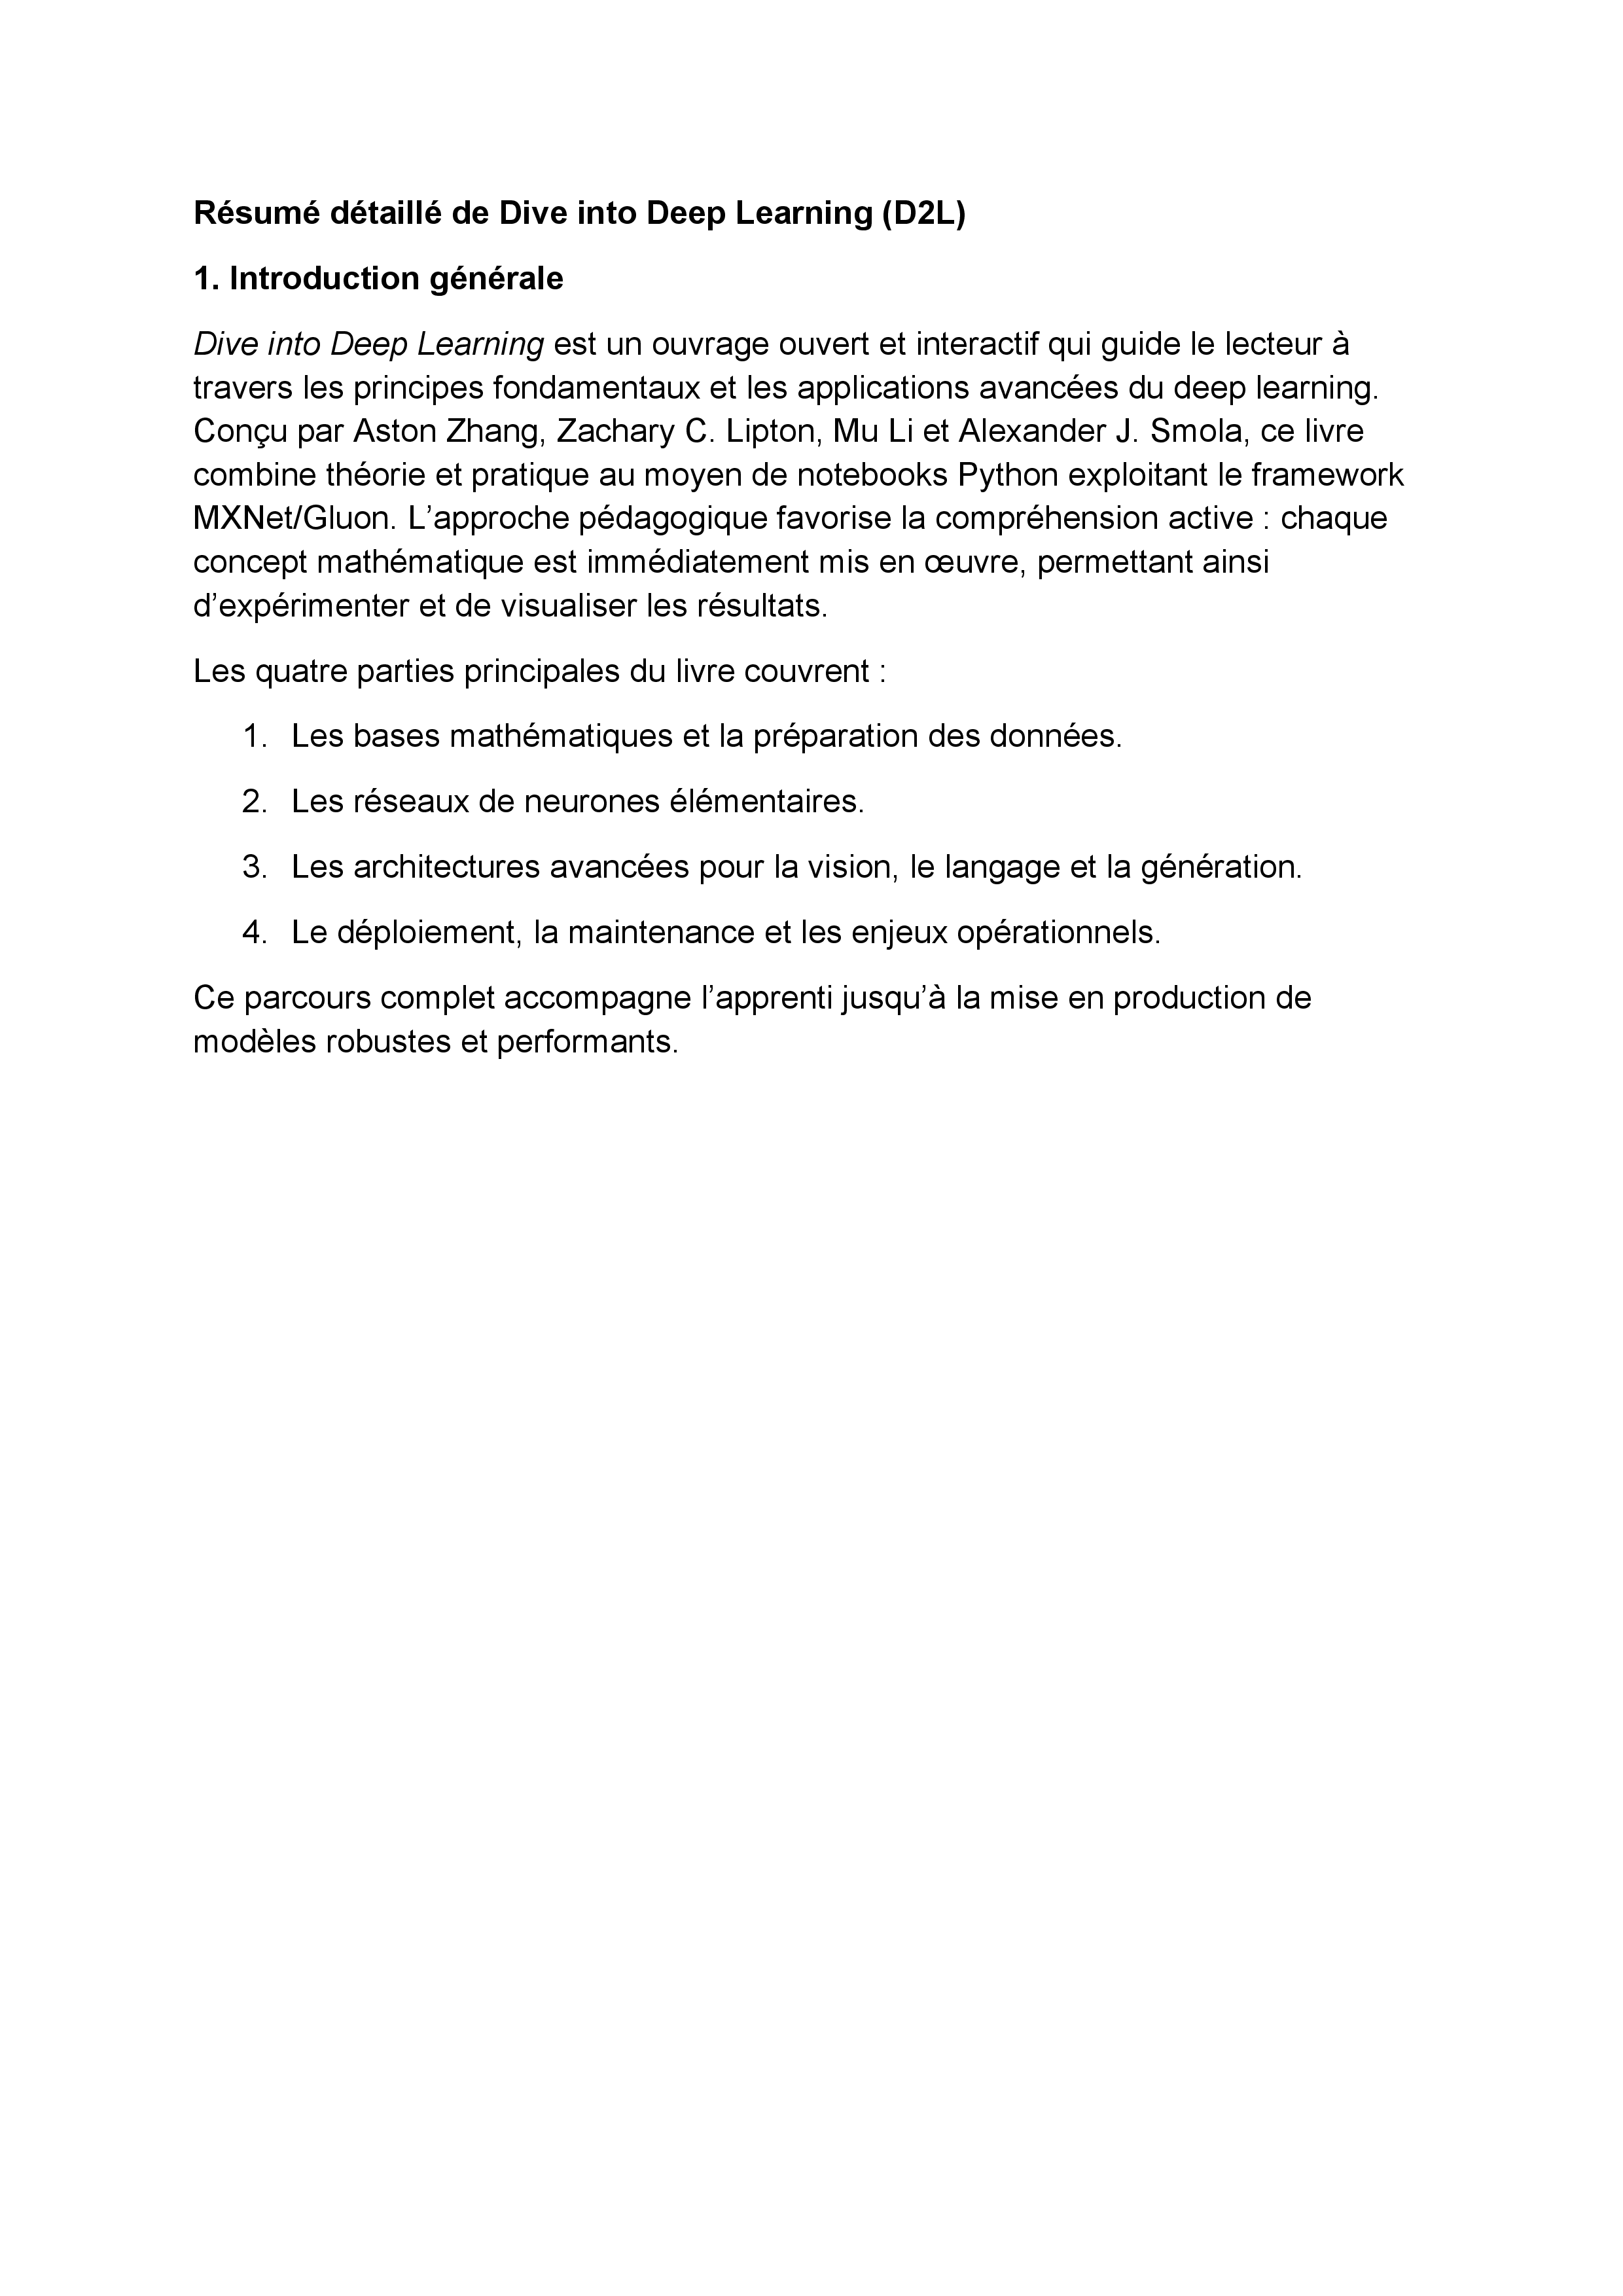 Résumé détaillé de Dive into Deep Learning (D2L)
1. Introduction générale
Dive into Deep Learning est un ouvrage ouvert et interactif qui guide le lecteur à
travers les principes fondamentaux et les applications avancées du deep learning.
Conçu par Aston Zhang, Zachary C. Lipton, Mu Li et Alexander J. Smola, ce livre
combine théorie et pratique au moyen de notebooks Python exploitant le framework
MXNet/Gluon. L’approche pédagogique favorise la compréhension active : chaque
concept mathématique est immédiatement mis en œuvre, permettant ainsi
d’expérimenter et de visualiser les résultats.
Les quatre parties principales du livre couvrent :
1. Les bases mathématiques et la préparation des données.
2. Les réseaux de neurones élémentaires.
3. Les architectures avancées pour la vision, le langage et la génération.
4. Le déploiement, la maintenance et les enjeux opérationnels.
Ce parcours complet accompagne l’apprenti jusqu’à la mise en production de
modèles robustes et performants.